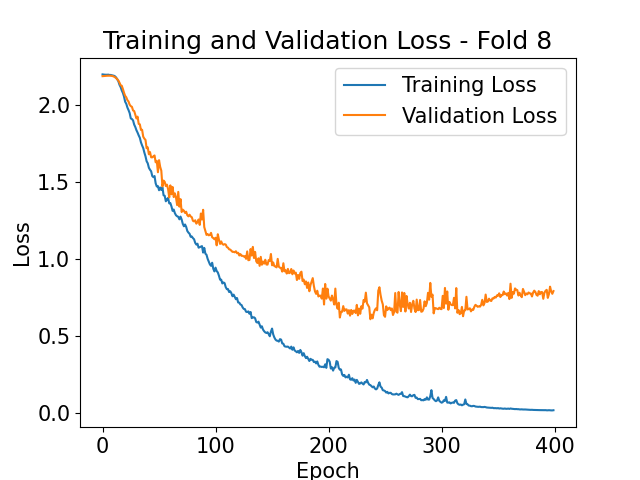 Training and Validation Loss - Fold 8
Training Loss
Validation Loss
Loss
2.0
1.5
1.0
0.5
0.0
0
100
200
300
400
Epoch